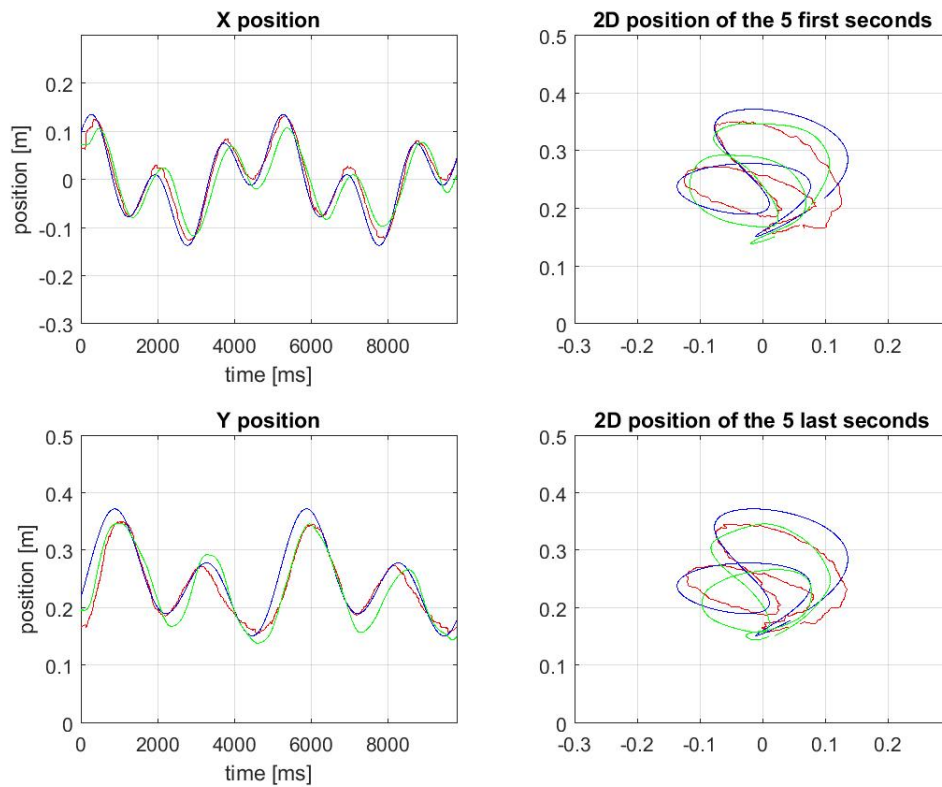 X position
0.2
0.1
0
-0.1
-0.2
-0.3
position [m]
0 2000 4000 6000 8000
time [ms]
2D position of the 5 first seconds
0.5
0.4
0.3
0.2
0.1
0
-0.3 -0.2 -0.1 0 0.1 0.2
Y position
0.5
0.4
0.3
0.2
0.1
0
position [m]
0 2000 4000 6000 8000
time [ms]
2D position of the 5 last seconds
0.5
0.4
0.3
0.2
0.1
0
-0.3 -0.2 -0.1 0 0.1 0.2